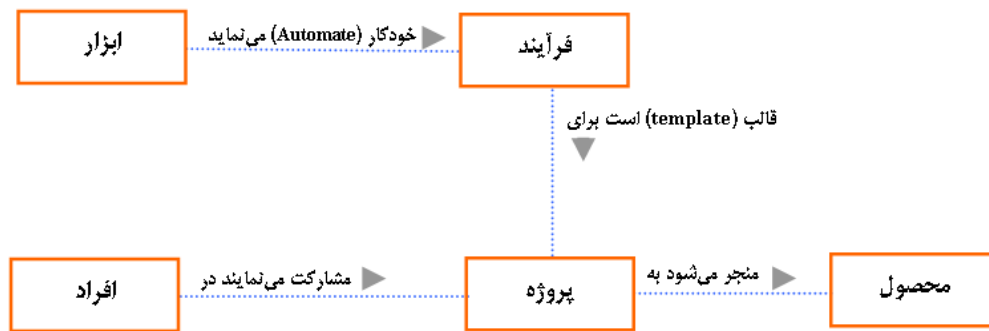 ابزار
خودکار (Automate) می‌نماید
فرآیند
قالب (template) است برای
افراد
مشارکت می‌نمایند در
پروژه
منجر می‌شود به
محصول